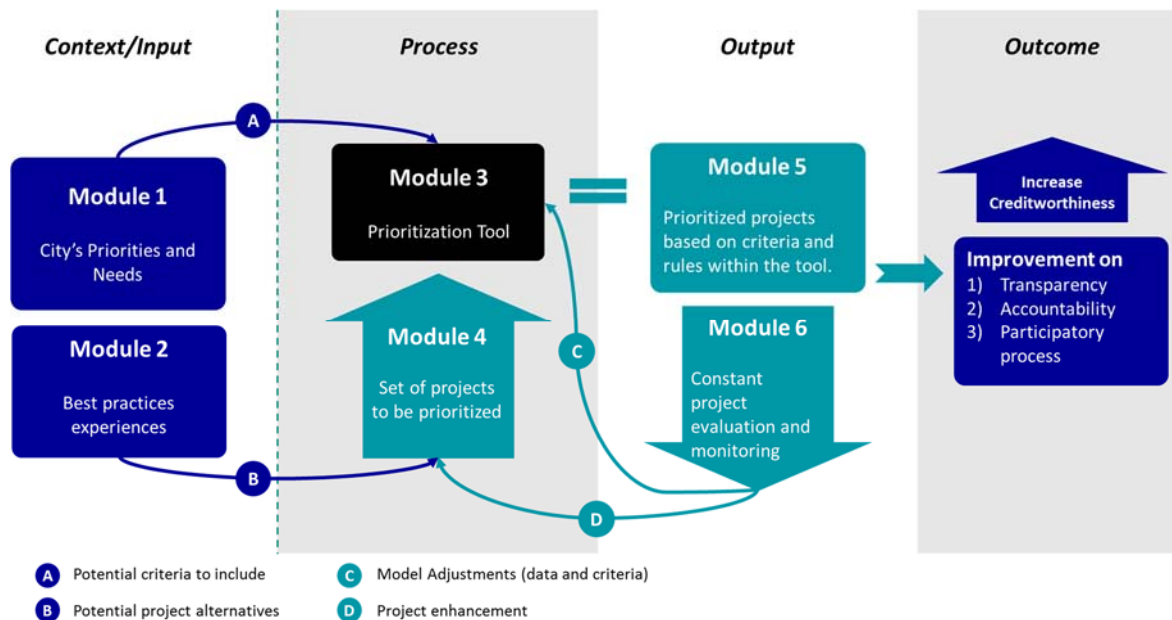 Context/Input
Process
Output
Outcome
A
Module 1
City's Priorities and
Needs
Module 2
Best practices
experiences
B
Module 3
Prioritization Tool
Module 4
Set of projects
to be prioritized
C
D
Module 5
Prioritized projects
based on criteria and
rules within the tool.
Module 6
Constant
project
evaluation and
monitoring
Increase
Creditworthiness
Improvement on
1) Transparency
2) Accountability
3) Participatory
process
A Potential criteria to include
B Potential project alternatives
C Model Adjustments (data and criteria)
D Project enhancement